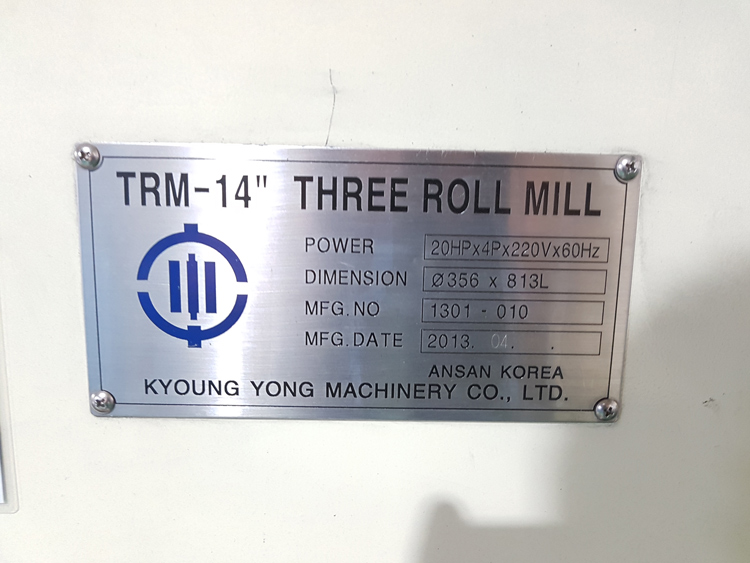 TRM-14" THREE ROLL MILL
POWER 20HPx4Px220Vx60Hz
DIMENSION Ø356 x 813L
MFG.NO 1301 - 010
MFG.DATE 2013. 04. .
ANSAN KOREA
KYOUNG YONG MACHINERY CO., LTD.